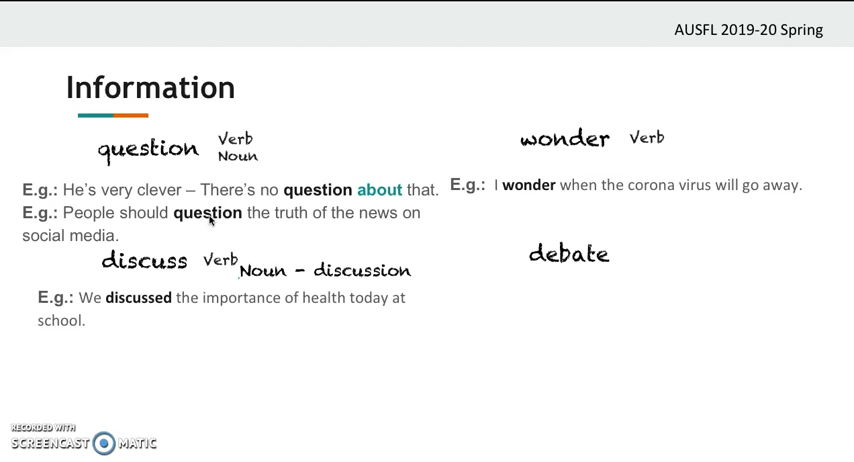 AUSFL 2019-20 Spring
Information
question Verb
Noun
E.g.: He's very clever – There's no question about that.
E.g.: People should question the truth of the news on
social media.
discuss Verb
Noun - discussion
E.g.: We discussed the importance of health today at
school.
wonder Verb
E.g.: I wonder when the corona virus will go away.
debate
RECORDED WITH
SCREENCAST MATIC